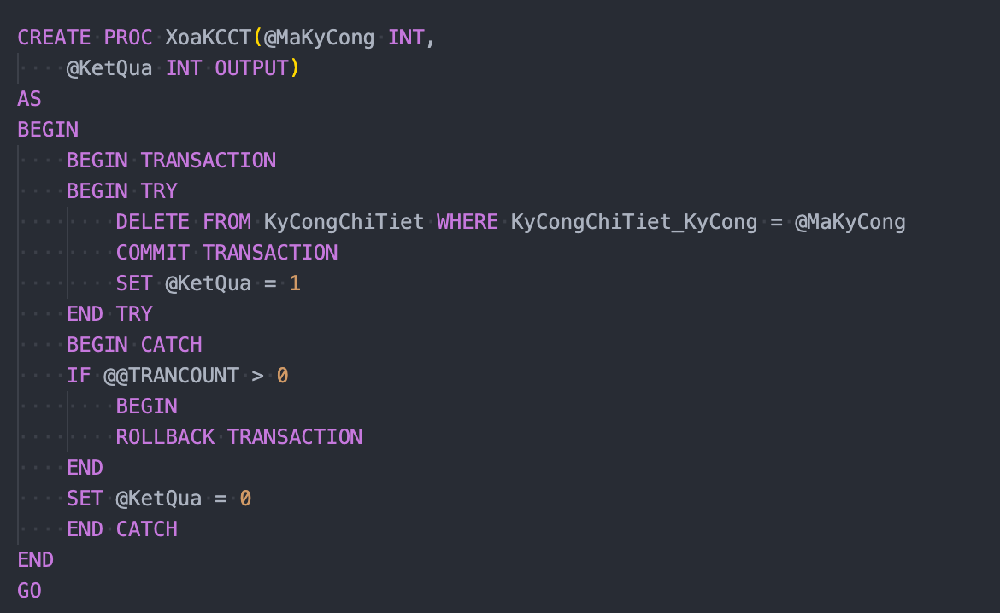 CREATE PROC XoaKCCT(@MaKyCong INT,
    @KetQua INT OUTPUT)
AS
BEGIN
    BEGIN TRANSACTION
    BEGIN TRY
        DELETE FROM KyCongChiTiet WHERE KyCongChiTiet_KyCong = @MaKyCong
        COMMIT TRANSACTION
        SET @KetQua = 1
    END TRY
    BEGIN CATCH
    IF @@TRANCOUNT > 0
        BEGIN
        ROLLBACK TRANSACTION
    END
    SET @KetQua = 0
    END CATCH
END
GO